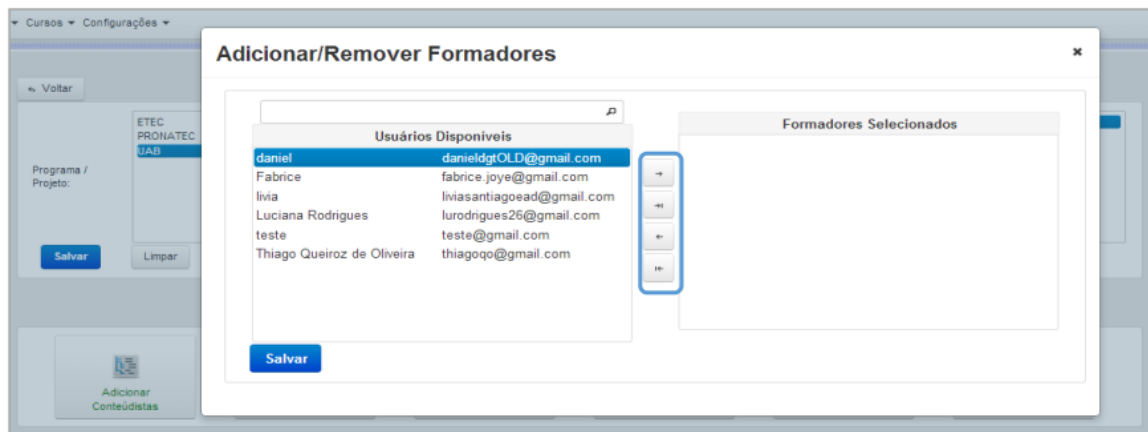 Cursos Configurações
Adicionar/Remover Formadores
Voltar
ETEC
PRONATEC
UAB
Programa /
Projeto:
Salvar
Limpar
Usuários Disponiveis
daniel danieldgtOLD@gmail.com
Fabrice fabrice.joye@gmail.com
livia liviasantiagoead@gmail.com
Luciana Rodrigues lurodrigues26@gmail.com
teste teste@gmail.com
Thiago Queiroz de Oliveira thiagoqo@gmail.com
Formadores Selecionados
Salvar
Adicionar
Conteúdistas